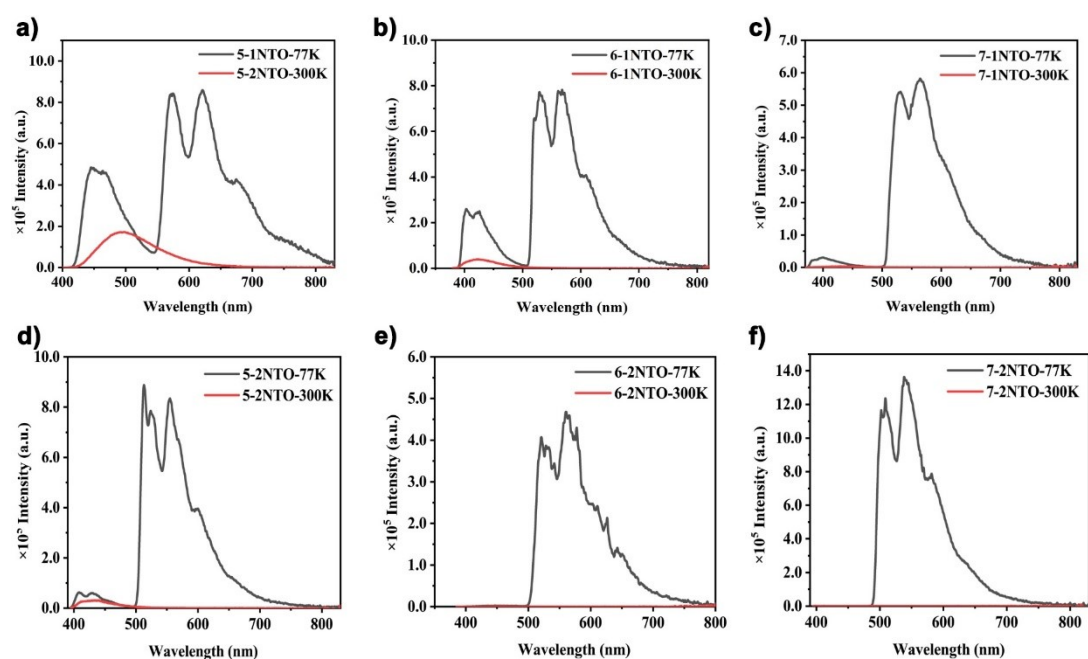 a)
5-1NTO-77K
5-2NTO-300K
×10⁵ Intensity (a.u.)
10.0
8.0
6.0
4.0
2.0
0.0
400 500 600 700 800
Wavelength (nm)
b)
6-1NTO-77K
6-1NTO-300K
×10⁵ Intensity (a.u.)
10.0
8.0
6.0
4.0
2.0
0.0
400 500 600 700 800
Wavelength (nm)
c)
7-1NTO-77K
7-1NTO-300K
×10⁵ Intensity (a.u.)
7.0
6.0
5.0
4.0
3.0
2.0
1.0
0.0
400 500 600 700 800
Wavelength (nm)
d)
5-2NTO-77K
5-2NTO-300K
×10⁵ Intensity (a.u.)
10.0
8.0
6.0
4.0
2.0
0.0
400 500 600 700 800
Wavelength (nm)
e)
6-2NTO-77K
6-2NTO-300K
×10⁵ Intensity (a.u.)
6.0
5.0
4.0
3.0
2.0
1.0
0.0
400 500 600 700 800
Wavelength (nm)
f)
7-2NTO-77K
7-2NTO-300K
×10⁵ Intensity (a.u.)
14.0
12.0
10.0
8.0
6.0
4.0
2.0
0.0
400 500 600 700 800
Wavelength (nm)